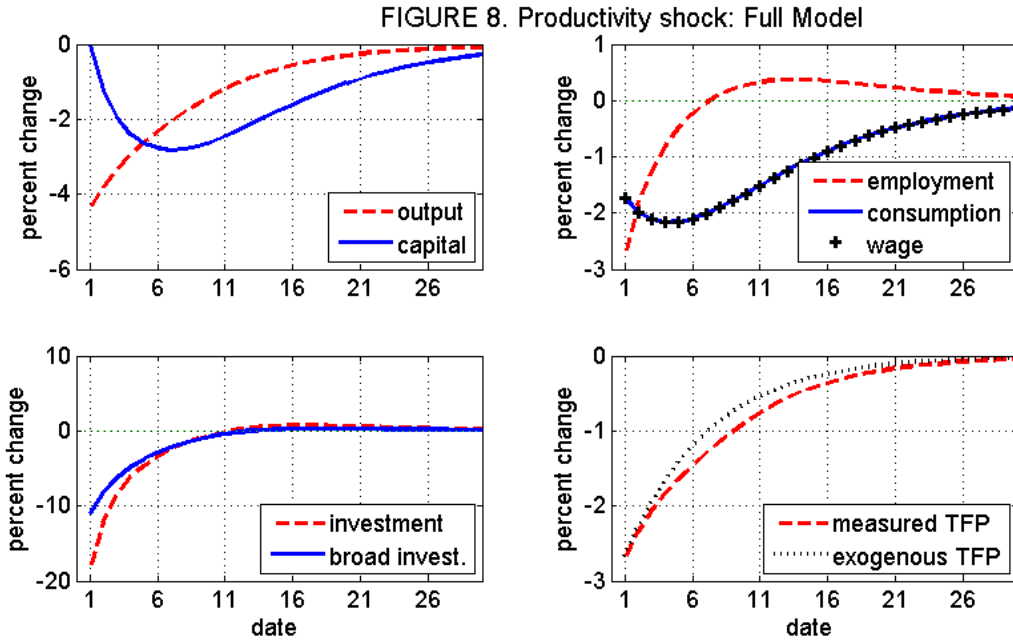 FIGURE 8. Productivity shock: Full Model
0
-2
-4
-6
percent change
output
capital
1 6 11 16 21 26
1
0
-1
-2
-3
percent change
employment
consumption
wage
1 6 11 16 21 26
10
0
-10
-20
percent change
investment
broad invest.
1 6 11 16 21 26
date
0
-1
-2
-3
percent change
measured TFP
exogenous TFP
1 6 11 16 21 26
date